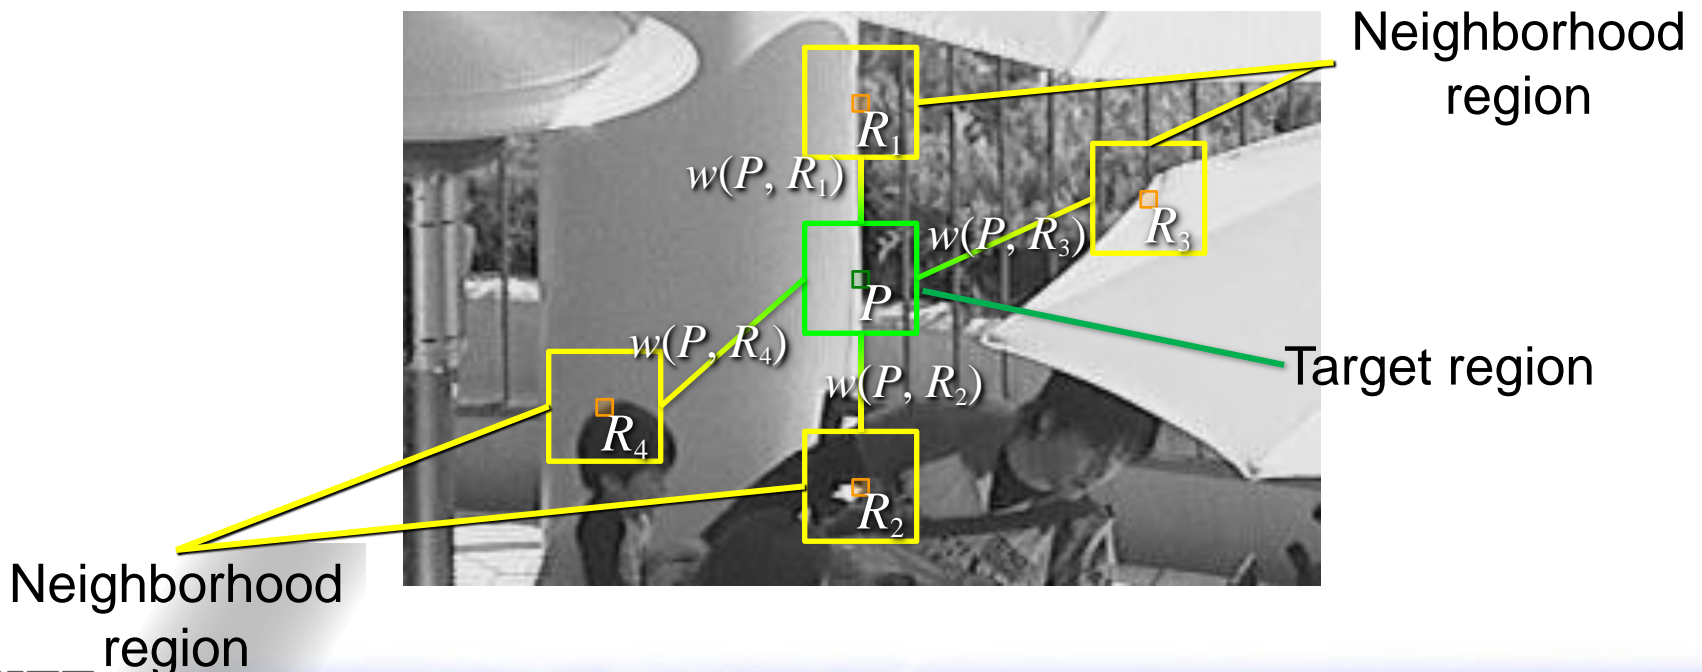 Neighborhood
region
R₁
w(P, R₁)
w(P, R₃)
R₃
P
w(P, R₄)
Target region
w(P, R₂)
R₄
R₂
Neighborhood
region